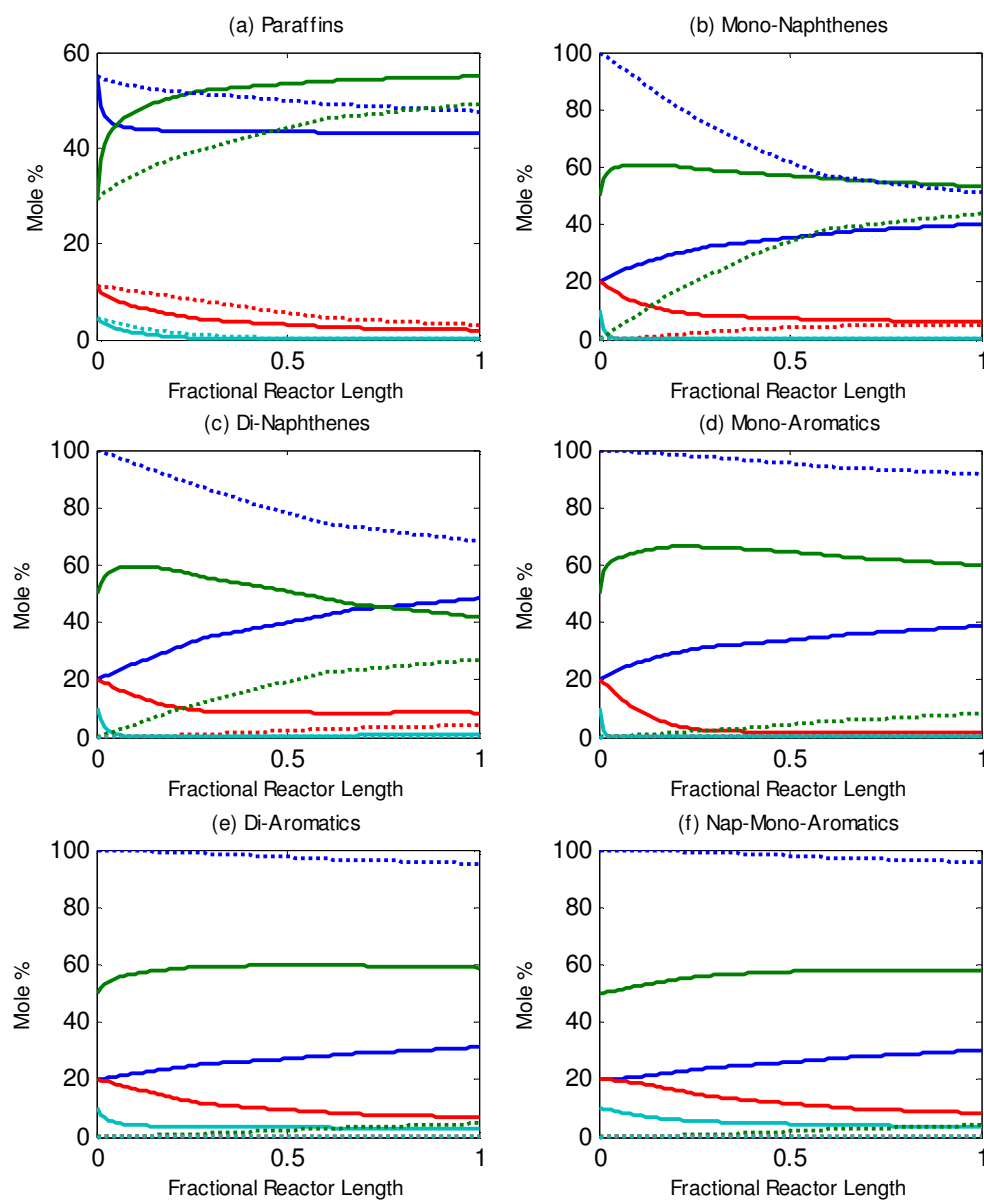 (a) Paraffins
60
40
20
0
Mole %
0
0.5
1
Fractional Reactor Length
(b) Mono-Naphthenes
100
80
60
40
20
0
Mole %
0
0.5
1
Fractional Reactor Length
(c) Di-Naphthenes
100
80
60
40
20
0
Mole %
0
0.5
1
Fractional Reactor Length
(d) Mono-Aromatics
100
80
60
40
20
0
Mole %
0
0.5
1
Fractional Reactor Length
(e) Di-Aromatics
100
80
60
40
20
0
Mole %
0
0.5
1
Fractional Reactor Length
(f) Nap-Mono-Aromatics
100
80
60
40
20
0
Mole %
0
0.5
1
Fractional Reactor Length